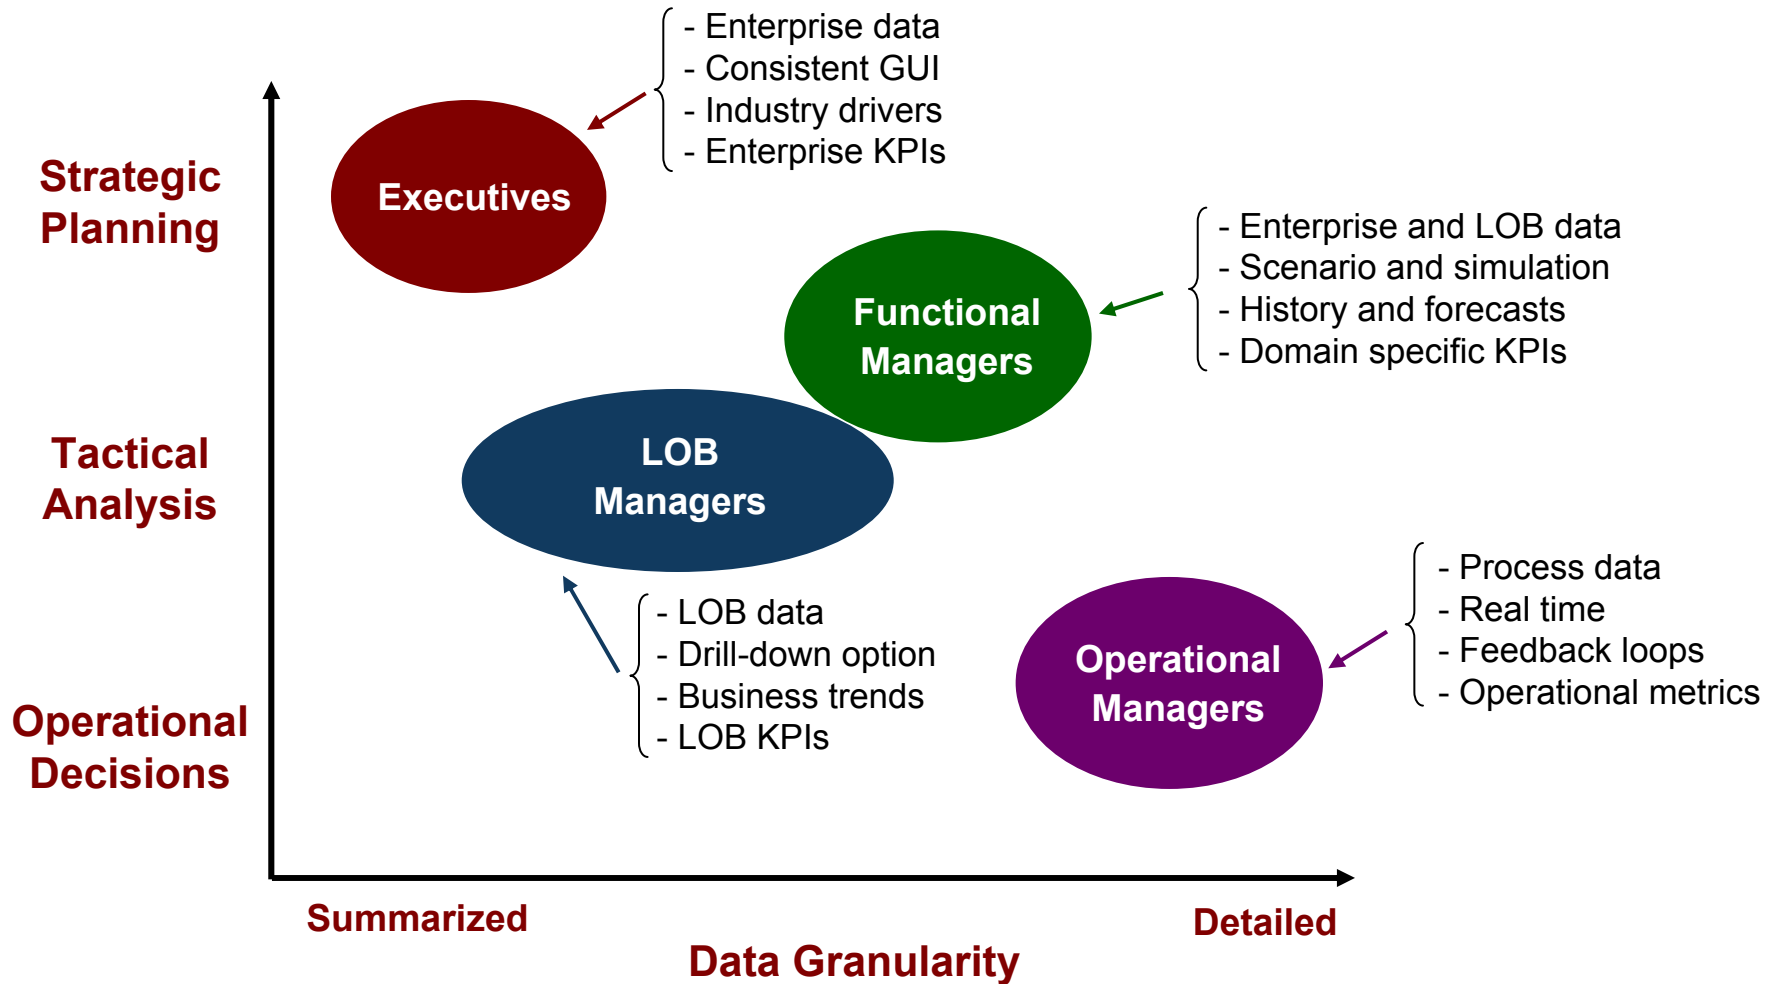 - Enterprise data
- Consistent GUI
- Industry drivers
- Enterprise KPIs
Strategic
Planning
Executives
- Enterprise and LOB data
- Scenario and simulation
- History and forecasts
- Domain specific KPIs
Functional
Managers
Tactical
Analysis
LOB
Managers
- LOB data
- Drill-down option
- Business trends
- LOB KPIs
- Process data
- Real time
- Feedback loops
- Operational metrics
Operational
Managers
Operational
Decisions
Summarized
Detailed
Data Granularity